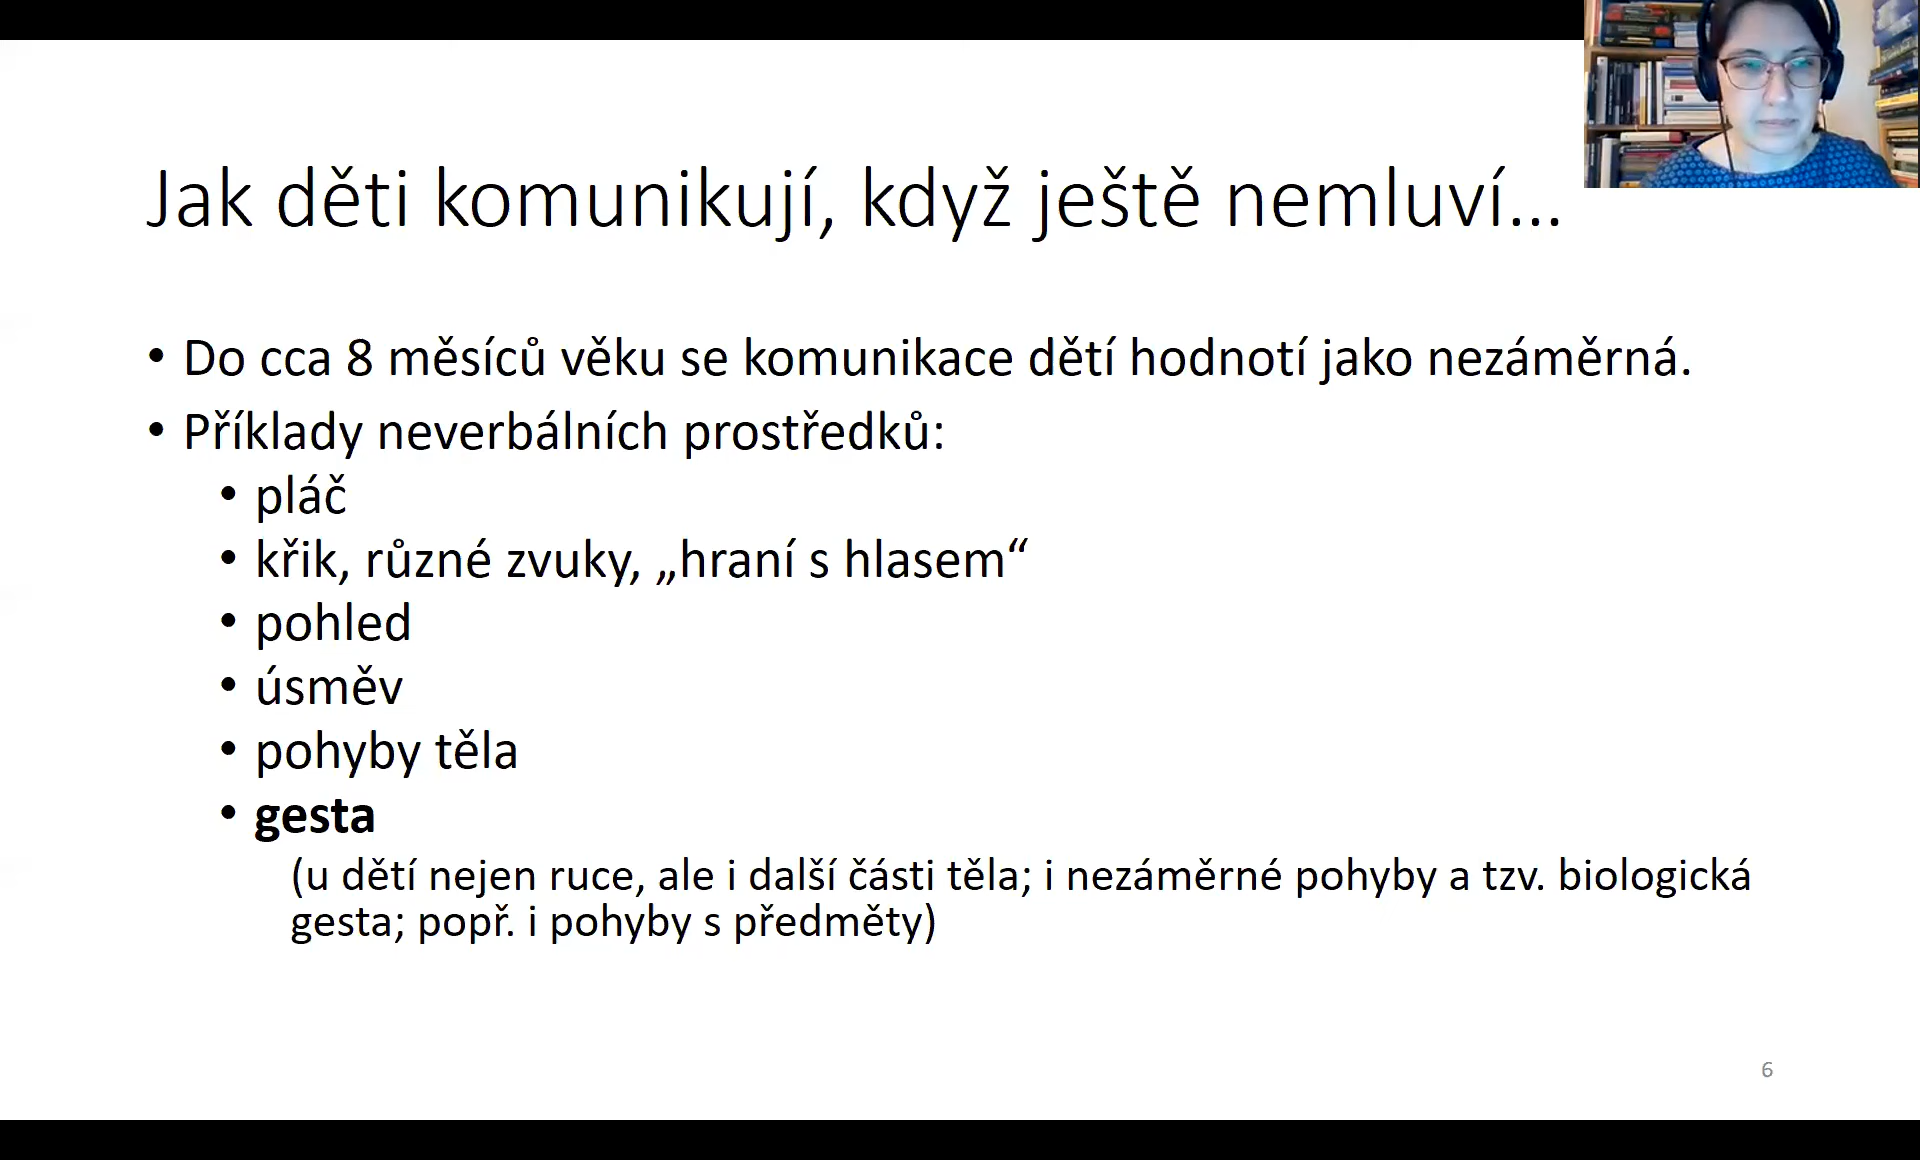 Jak děti komunikují, když ještě nemluví…
• Do cca 8 měsíců věku se komunikace dětí hodnotí jako nezáměrná.
• Příklady neverbálních prostředků:
• pláč
• křik, různé zvuky, „hraní s hlasem“
• pohled
• úsměv
• pohyby těla
• gesta
(u dětí nejen ruce, ale i další části těla; i nezáměrné pohyby a tzv. biologická
gesta; popř. i pohyby s předměty)
6